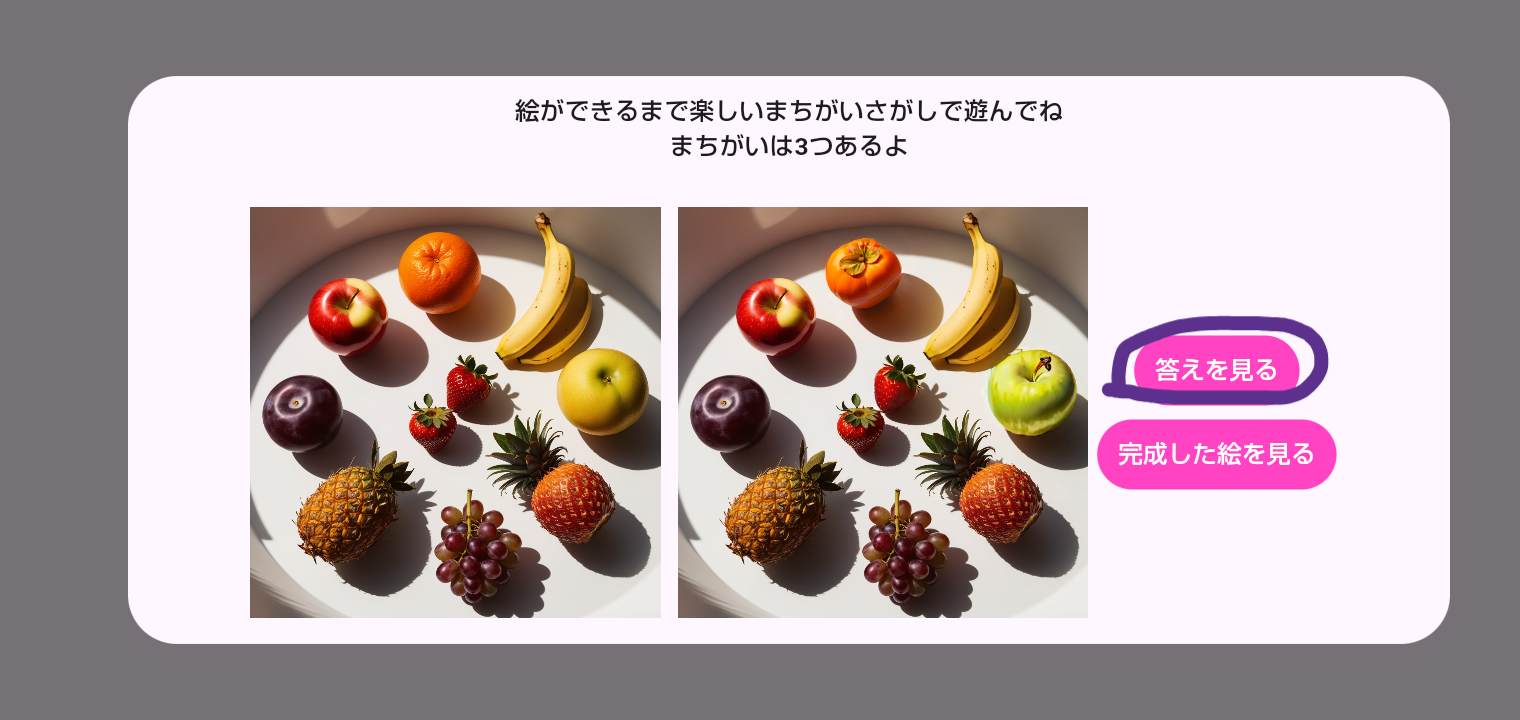 絵ができるまで楽しいまちがいさがしで遊んでね
まちがいは3つあるよ
答えを見る
完成した絵を見る